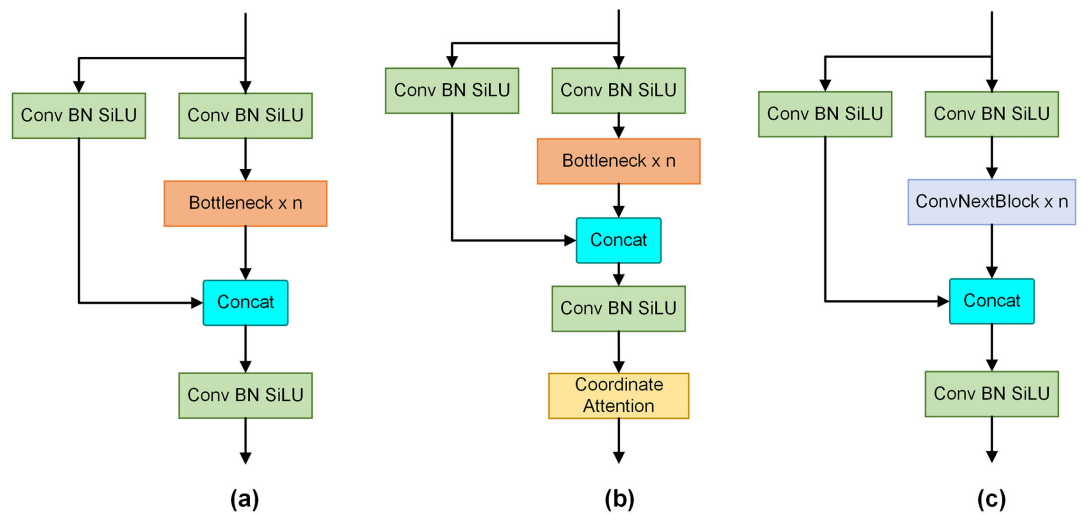 Conv BN SiLU
Conv BN SiLU
Bottleneck x n
Concat
Conv BN SiLU
(a)
Conv BN SiLU
Conv BN SiLU
Bottleneck x n
Concat
Conv BN SiLU
Coordinate
Attention
(b)
Conv BN SiLU
Conv BN SiLU
ConvNextBlock x n
Concat
Conv BN SiLU
(c)